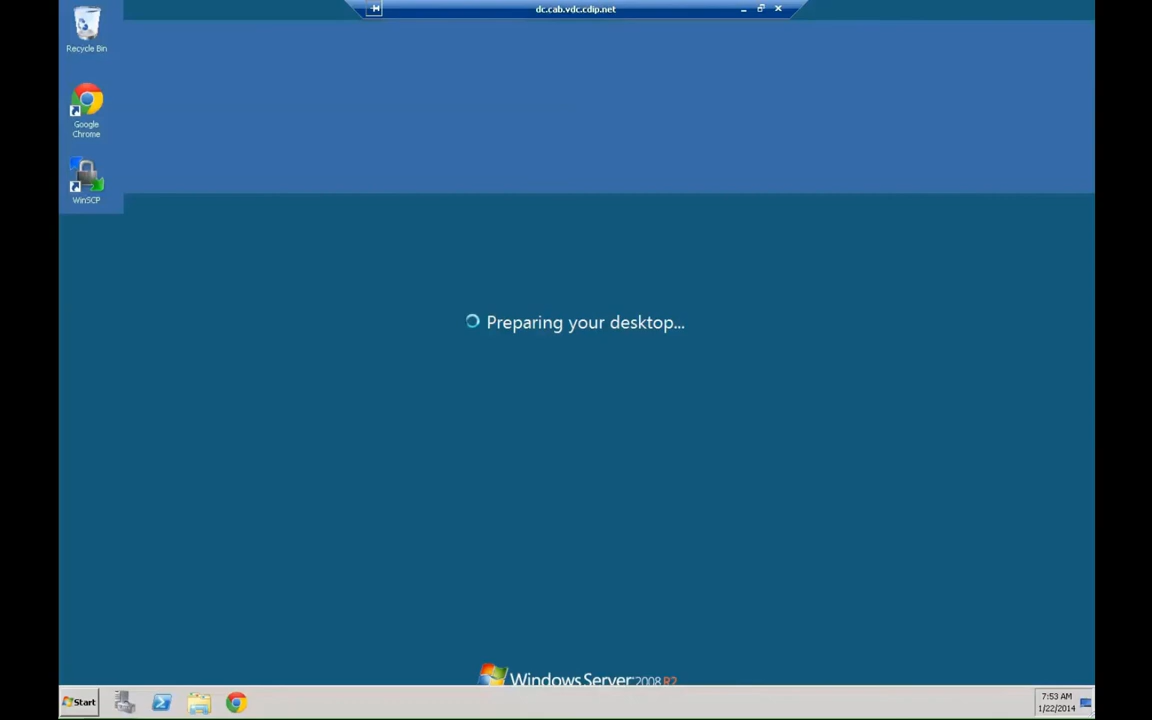 dc.cab.vdc.cdip.net
Recycle Bin
Google
Chrome
WinSCP
Preparing your desktop...
Windows Server 2008 R2
Start
7:53 AM
1/22/2014